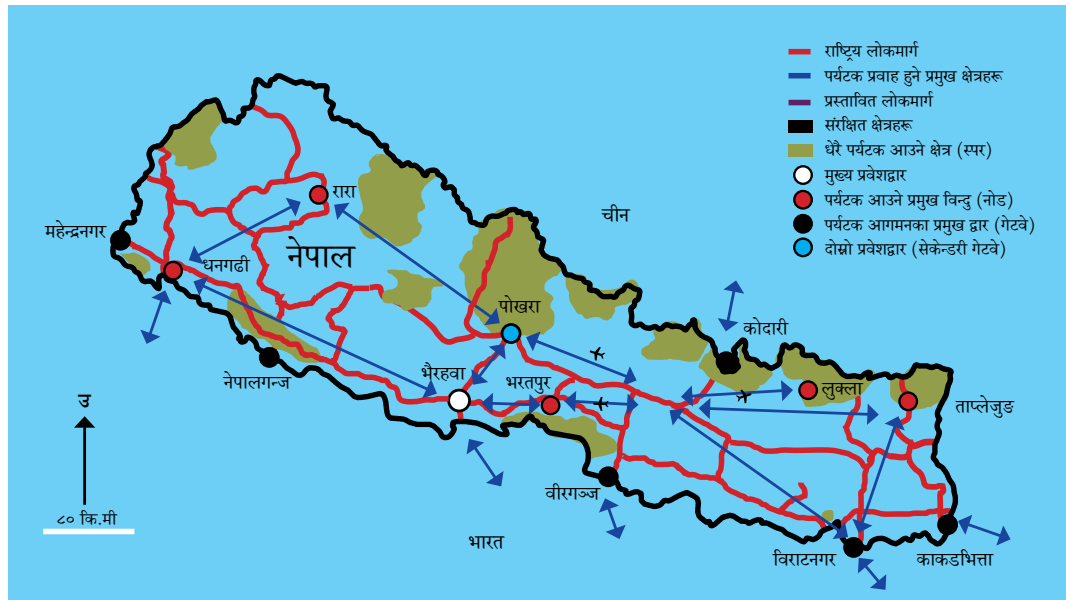 राष्ट्रिय लोकमार्ग
पर्यटक प्रवाह हुने प्रमुख क्षेत्रहरू
प्रस्तावित लोकमार्ग
संरक्षित क्षेत्रहरू
धेरै पर्यटक आउने क्षेत्र (स्पर)
मुख्य प्रवेशद्वार
पर्यटक आउने प्रमुख विन्दु (नोड)
पर्यटक आगमनका प्रमुख द्वार (गेटवे)
दोस्रो प्रवेशद्वार (सेकेन्डरी गेटवे)
रारा
चीन
महेन्द्रनगर
नेपाल
धनगढी
पोखरा
कोदारी
भैरहवा
नेपालगन्ज
भरतपुर
लुक्ला
उ
ताप्लेजुङ
वीरगञ्ज
८० कि.मी
भारत
विराटनगर
काकडभित्ता